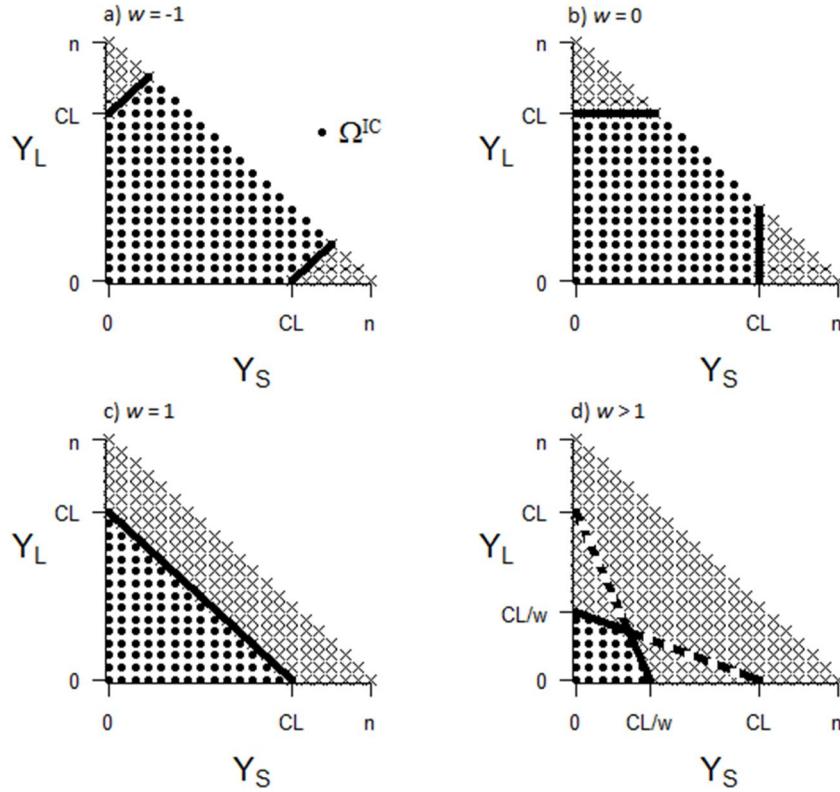 a) w = -1
n
CL
Y_L
0
0 CL n
Y_S
• Ω^IC
b) w = 0
n
CL
Y_L
0
0 CL n
Y_S
c) w = 1
n
CL
Y_L
0
0 CL n
Y_S
d) w > 1
n
CL
Y_L
CL/w
0
0 CL/w CL n
Y_S